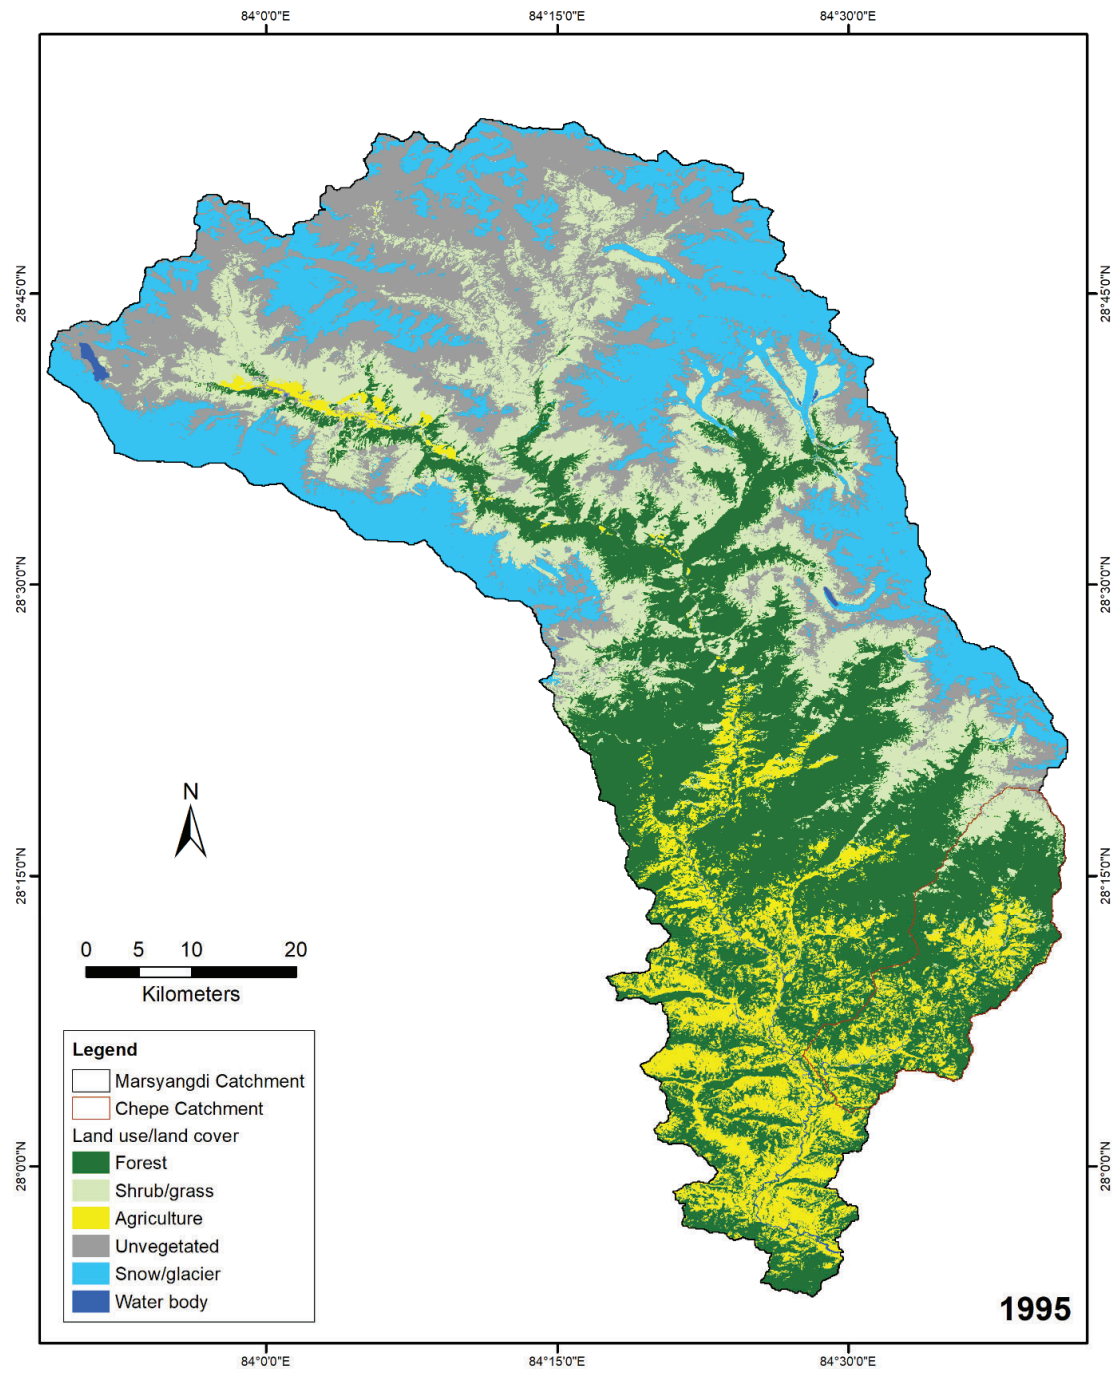 84°0'0"E 84°15'0"E 84°30'0"E
28°45'0"N 28°45'0"N
28°30'0"N 28°30'0"N
N
28°15'0"N 28°15'0"N
0 5 10 20
Kilometers
Legend
Marsyangdi Catchment
Chepe Catchment
Land use/land cover
Forest
28°0'0"N 28°0'0"N
Shrub/grass
Agriculture
Unvegetated
Snow/glacier
Water body
1995
84°0'0"E 84°15'0"E 84°30'0"E